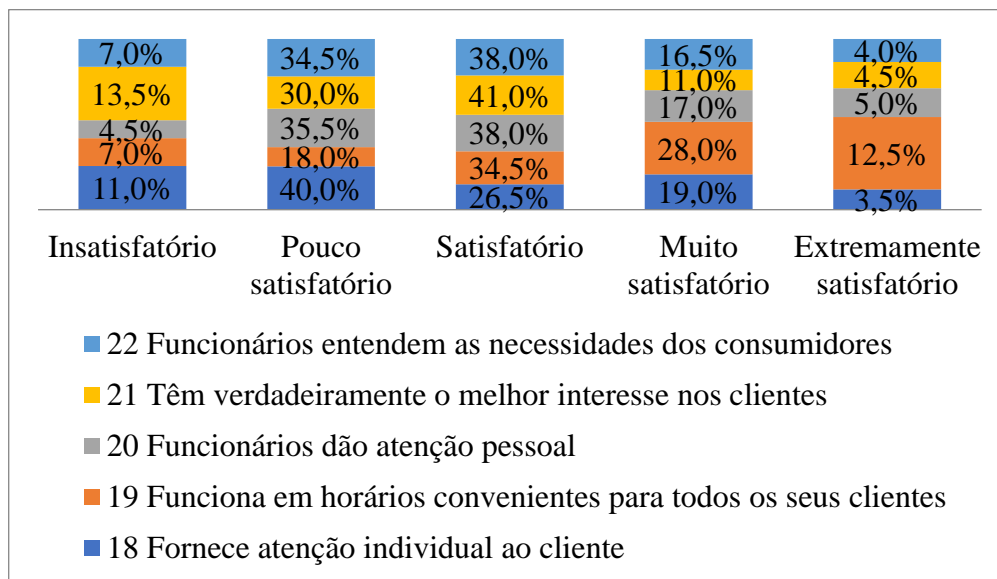 7,0% 34,5% 38,0% 16,5% 4,0%
13,5% 30,0% 41,0% 11,0% 4,5%
4,5% 35,5% 38,0% 17,0% 5,0%
7,0% 18,0% 34,5% 28,0% 12,5%
11,0% 40,0% 26,5% 19,0% 3,5%
Insatisfatório Pouco Satisfatório Muito Extremamente
satisfatório satisfatório satisfatório
22 Funcionários entendem as necessidades dos consumidores
21 Têm verdadeiramente o melhor interesse nos clientes
20 Funcionários dão atenção pessoal
19 Funciona em horários convenientes para todos os seus clientes
18 Fornece atenção individual ao cliente